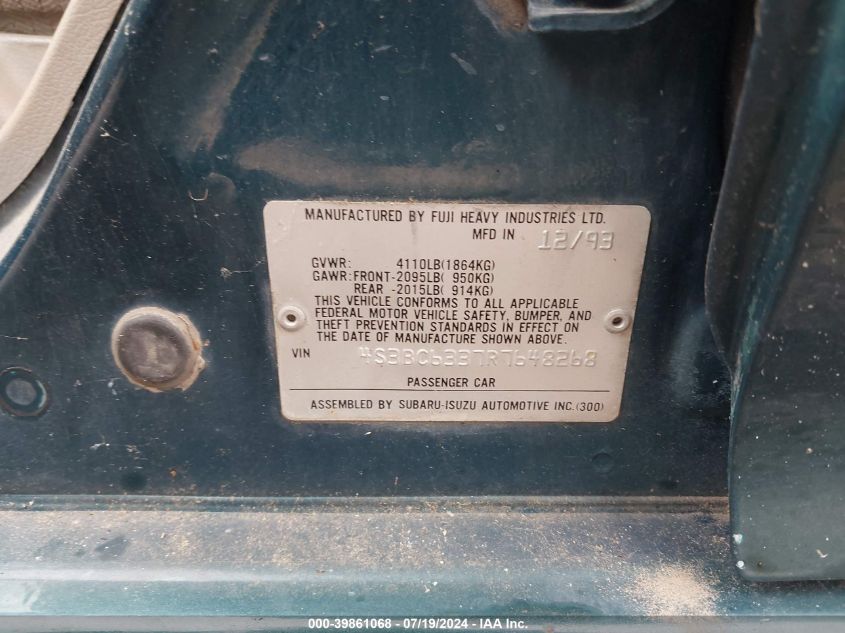 MANUFACTURED BY FUJI HEAVY INDUSTRIES LTD.
MFD IN 12/93
GVWR: 4110LB(1864KG)
GAWR:FRONT-2095LB( 950KG)
REAR -2015LB( 914KG)
THIS VEHICLE CONFORMS TO ALL APPLICABLE
FEDERAL MOTOR VEHICLE SAFETY, BUMPER, AND
THEFT PREVENTION STANDARDS IN EFFECT ON
THE DATE OF MANUFACTURE SHOWN ABOVE.
VIN 4S3BC6337R7648268
PASSENGER CAR
ASSEMBLED BY SUBARU-ISUZU AUTOMOTIVE INC.(300)
000-39861068 - 07/19/2024 - IAA Inc.